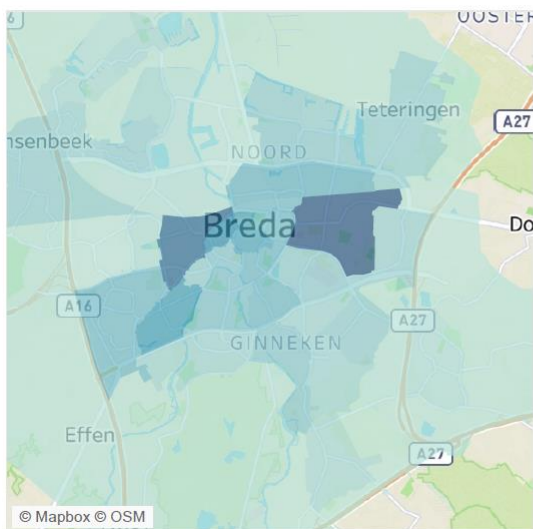 OOSTER
Teteringen
A27
nsenbeek
NOORD
Breda
Do
A16
A27
GINNEKEN
Effen
A27
© Mapbox © OSM